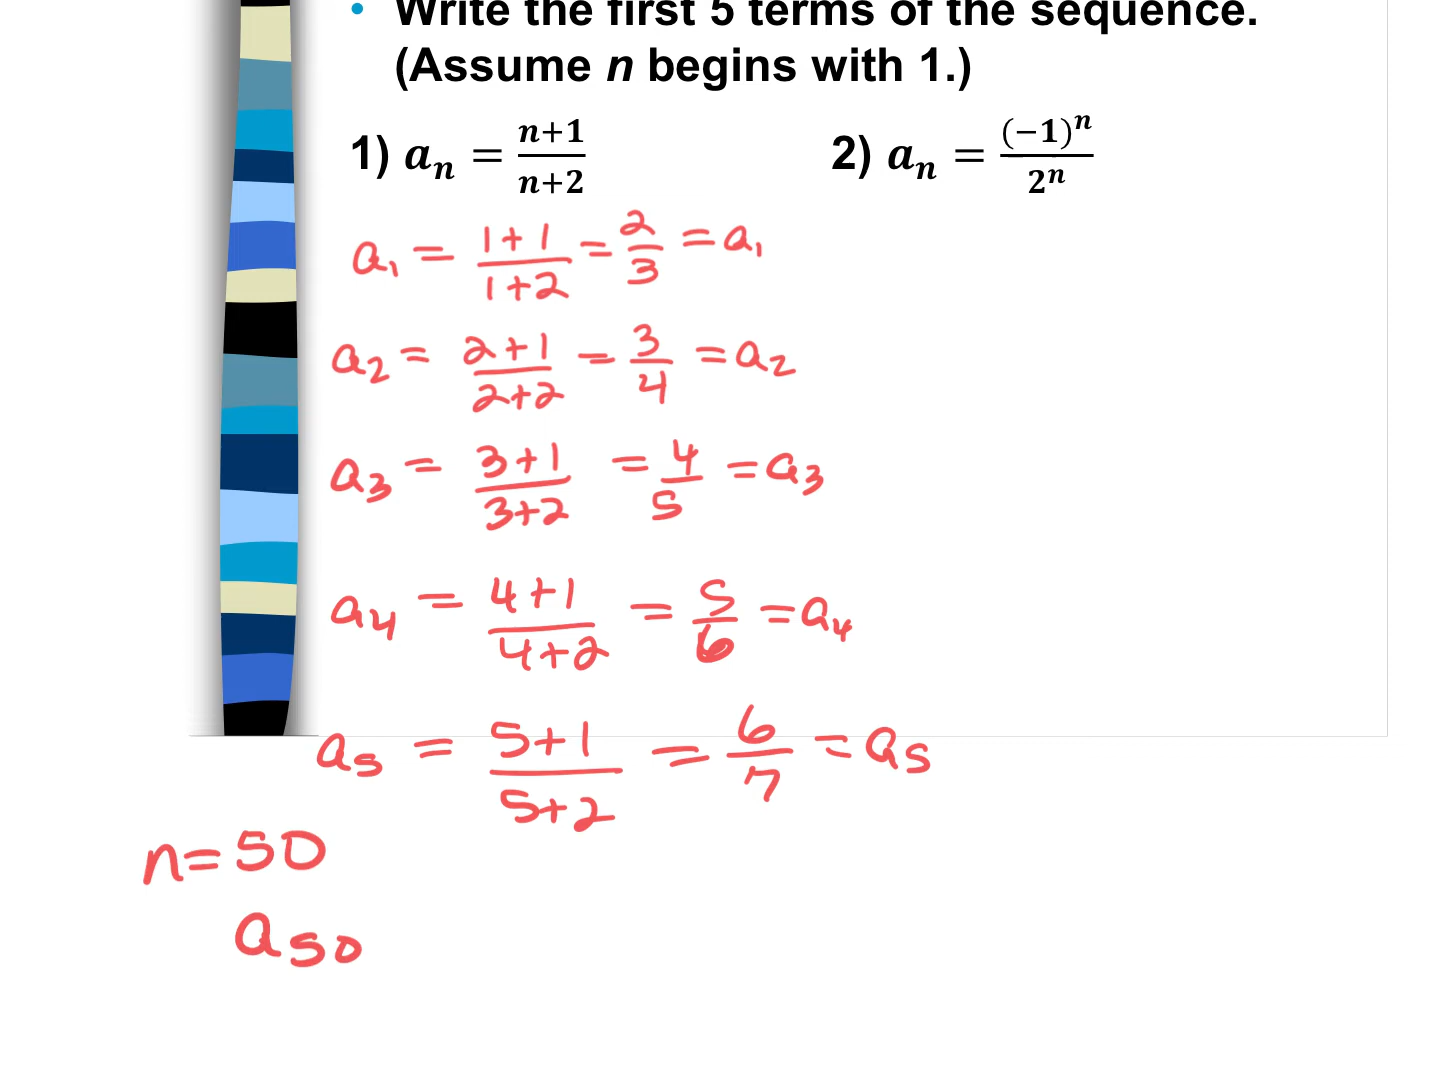 • Write the first 5 terms of the sequence.
(Assume n begins with 1.)
1) aₙ = (n+1)/(n+2)
2) aₙ = (−1)ⁿ/2ⁿ
a₁ = (1+1)/(1+2) = 2/3 = a₁
a₂ = (2+1)/(2+2) = 3/4 = a₂
a₃ = (3+1)/(3+2) = 4/5 = a₃
a₄ = (4+1)/(4+2) = 5/6 = a₄
a₅ = (5+1)/(5+2) = 6/7 = a₅
n = 50
a₅₀